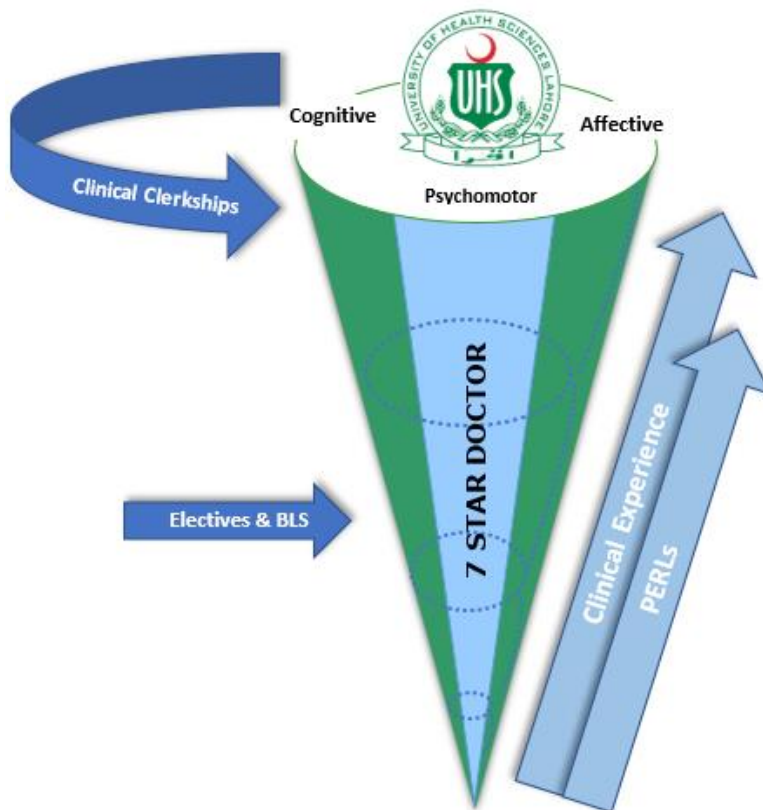 UNIVERSITY OF HEALTH SCIENCES LAHORE
UHS
اقرا
Cognitive
Affective
Psychomotor
Clinical Clerkships
7 STAR DOCTOR
Electives & BLS
Clinical Experience
PERLs